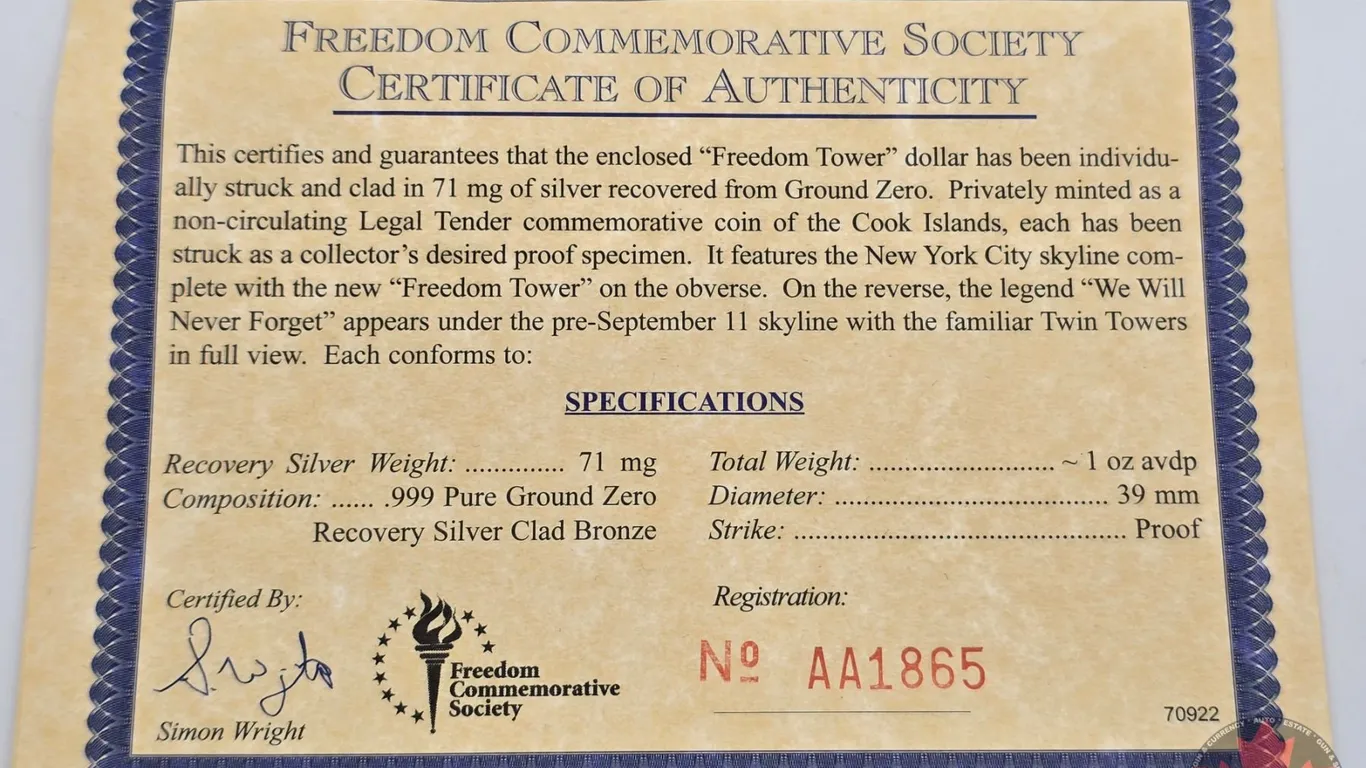 FREEDOM COMMEMORATIVE SOCIETY
CERTIFICATE OF AUTHENTICITY
This certifies and guarantees that the enclosed “Freedom Tower” dollar has been individu-
ally struck and clad in 71 mg of silver recovered from Ground Zero. Privately minted as a
non-circulating Legal Tender commemorative coin of the Cook Islands, each has been
struck as a collector’s desired proof specimen. It features the New York City skyline com-
plete with the new “Freedom Tower” on the obverse. On the reverse, the legend “We Will
Never Forget” appears under the pre-September 11 skyline with the familiar Twin Towers
in full view. Each conforms to:
SPECIFICATIONS
Recovery Silver Weight: .............. 71 mg
Composition: ...... .999 Pure Ground Zero
Recovery Silver Clad Bronze
Total Weight: .......................... ~ 1 oz avdp
Diameter: ...................................... 39 mm
Strike: .............................................. Proof
Certified By:
Simon Wright
Freedom
Commemorative
Society
Registration:
Nº AA1865
70922
CURRENCY · AUTO · ESTATE · GUN &